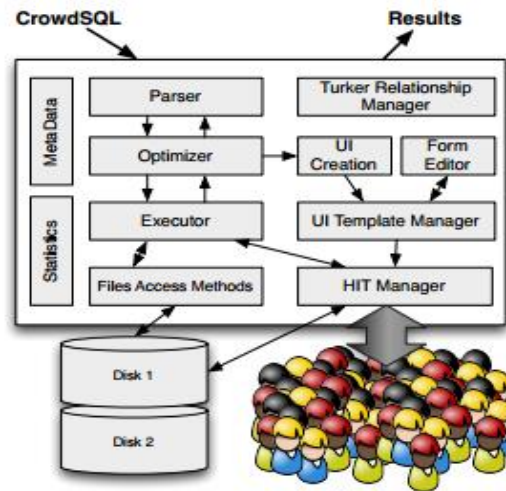 CrowdSQL
Results
MetaData
Parser
Turker Relationship
Manager
Optimizer
UI
Creation
Form
Editor
Statistics
Executor
UI Template Manager
Files Access Methods
HIT Manager
Disk 1
Disk 2